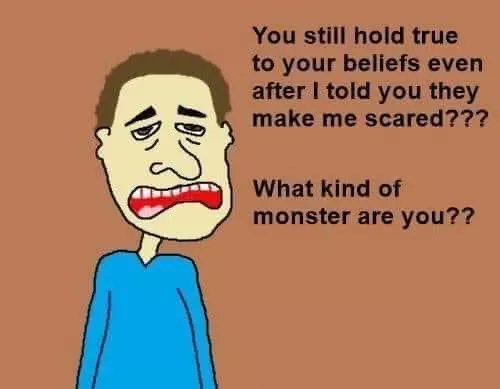 You still hold true
to your beliefs even
after I told you they
make me scared???
What kind of
monster are you??